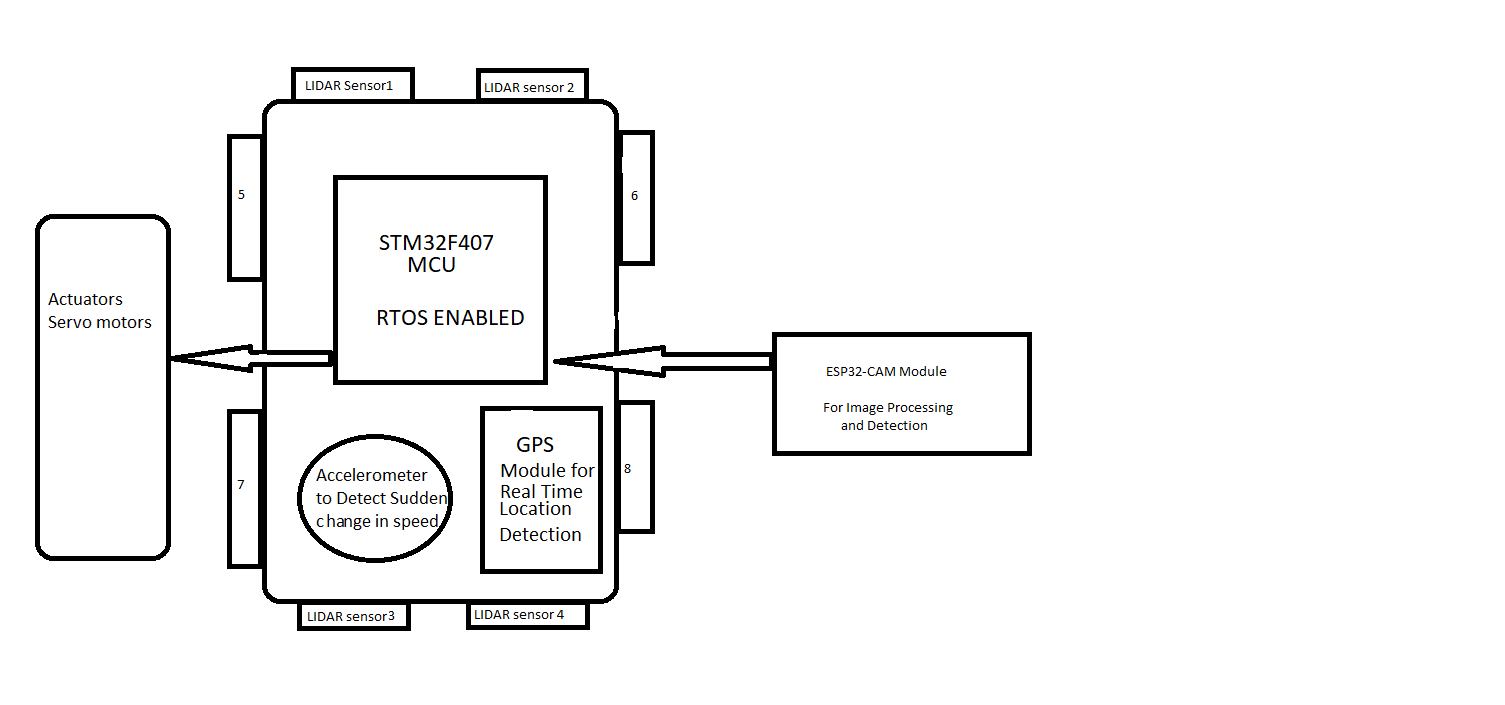 LIDAR Sensor1
LIDAR sensor 2
5
6
STM32F407
MCU
RTOS ENABLED
Actuators
Servo motors
ESP32-CAM Module
For Image Processing
and Detection
7
Accelerometer
to Detect Sudden
change in speed
GPS
Module for
Real Time
Location
Detection
8
LIDAR sensor3
LIDAR sensor 4